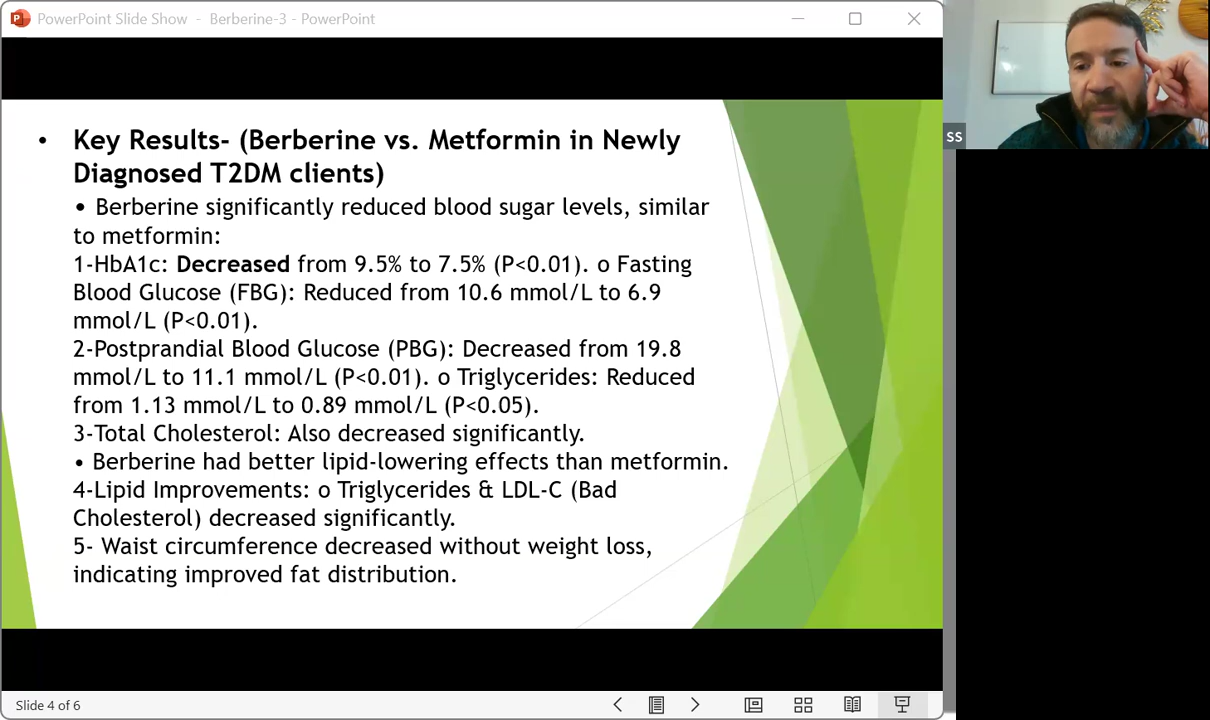 PowerPoint Slide Show - Berberine-3 - PowerPoint
• Key Results- (Berberine vs. Metformin in Newly
Diagnosed T2DM clients)
• Berberine significantly reduced blood sugar levels, similar
to metformin:
1-HbA1c: Decreased from 9.5% to 7.5% (P<0.01). o Fasting
Blood Glucose (FBG): Reduced from 10.6 mmol/L to 6.9
mmol/L (P<0.01).
2-Postprandial Blood Glucose (PBG): Decreased from 19.8
mmol/L to 11.1 mmol/L (P<0.01). o Triglycerides: Reduced
from 1.13 mmol/L to 0.89 mmol/L (P<0.05).
3-Total Cholesterol: Also decreased significantly.
• Berberine had better lipid-lowering effects than metformin.
4-Lipid Improvements: o Triglycerides & LDL-C (Bad
Cholesterol) decreased significantly.
5- Waist circumference decreased without weight loss,
indicating improved fat distribution.
Slide 4 of 6
SS